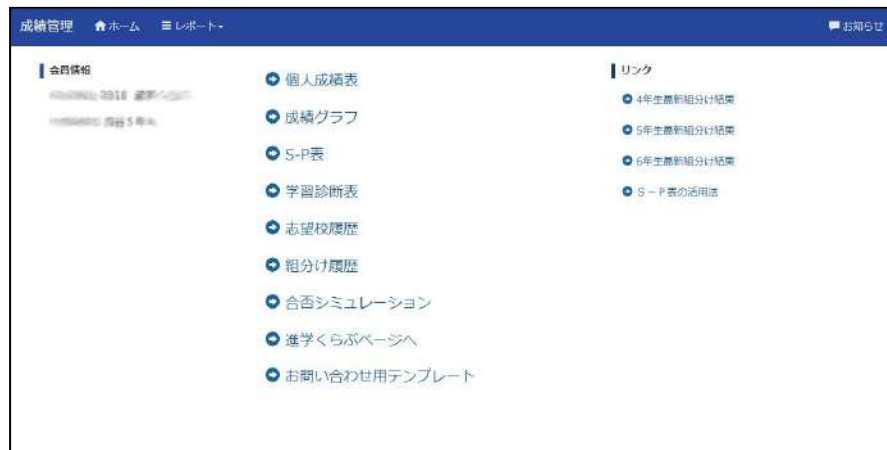 成績管理 ホーム レポート お知らせ
会員情報
個人成績表
成績グラフ
S-P表
学習診断表
志望校履歴
組分け履歴
合否シミュレーション
進学くらぶページへ
お問い合わせ用テンプレート
リンク
4年生最新組分け結果
5年生最新組分け結果
6年生最新組分け結果
S－P表の活用法